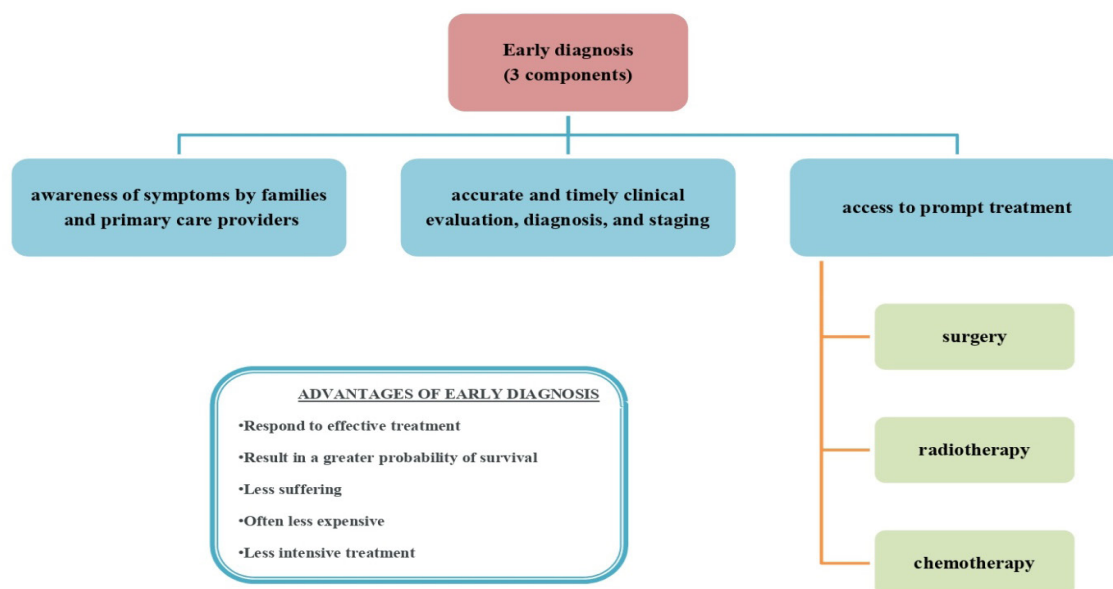 Early diagnosis
(3 components)
awareness of symptoms by families
and primary care providers
accurate and timely clinical
evaluation, diagnosis, and staging
access to prompt treatment
surgery
radiotherapy
chemotherapy
ADVANTAGES OF EARLY DIAGNOSIS
•Respond to effective treatment
•Result in a greater probability of survival
•Less suffering
•Often less expensive
•Less intensive treatment